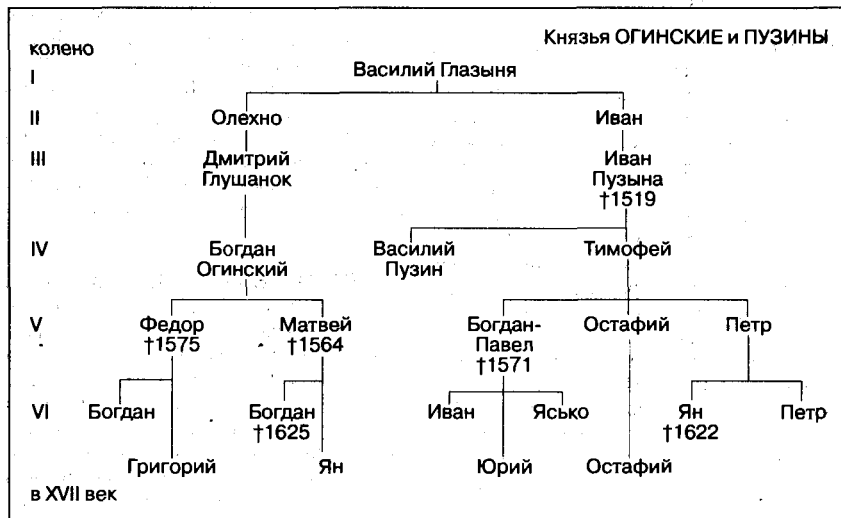 Князья ОГИНСКИЕ и ПУЗИНЫ
колено
I Василий Глазыня
II Олехно Иван
III Дмитрий Иван
Глушанок Пузына
†1519
IV Богдан Василий Тимофей
Огинский Пузин
V Федор Матвей Богдан- Остафий Петр
†1575 †1564 Павел
†1571
VI Богдан Богдан Иван Ясько Ян Петр
†1625 †1622
Григорий Ян Юрий Остафий
в XVII век